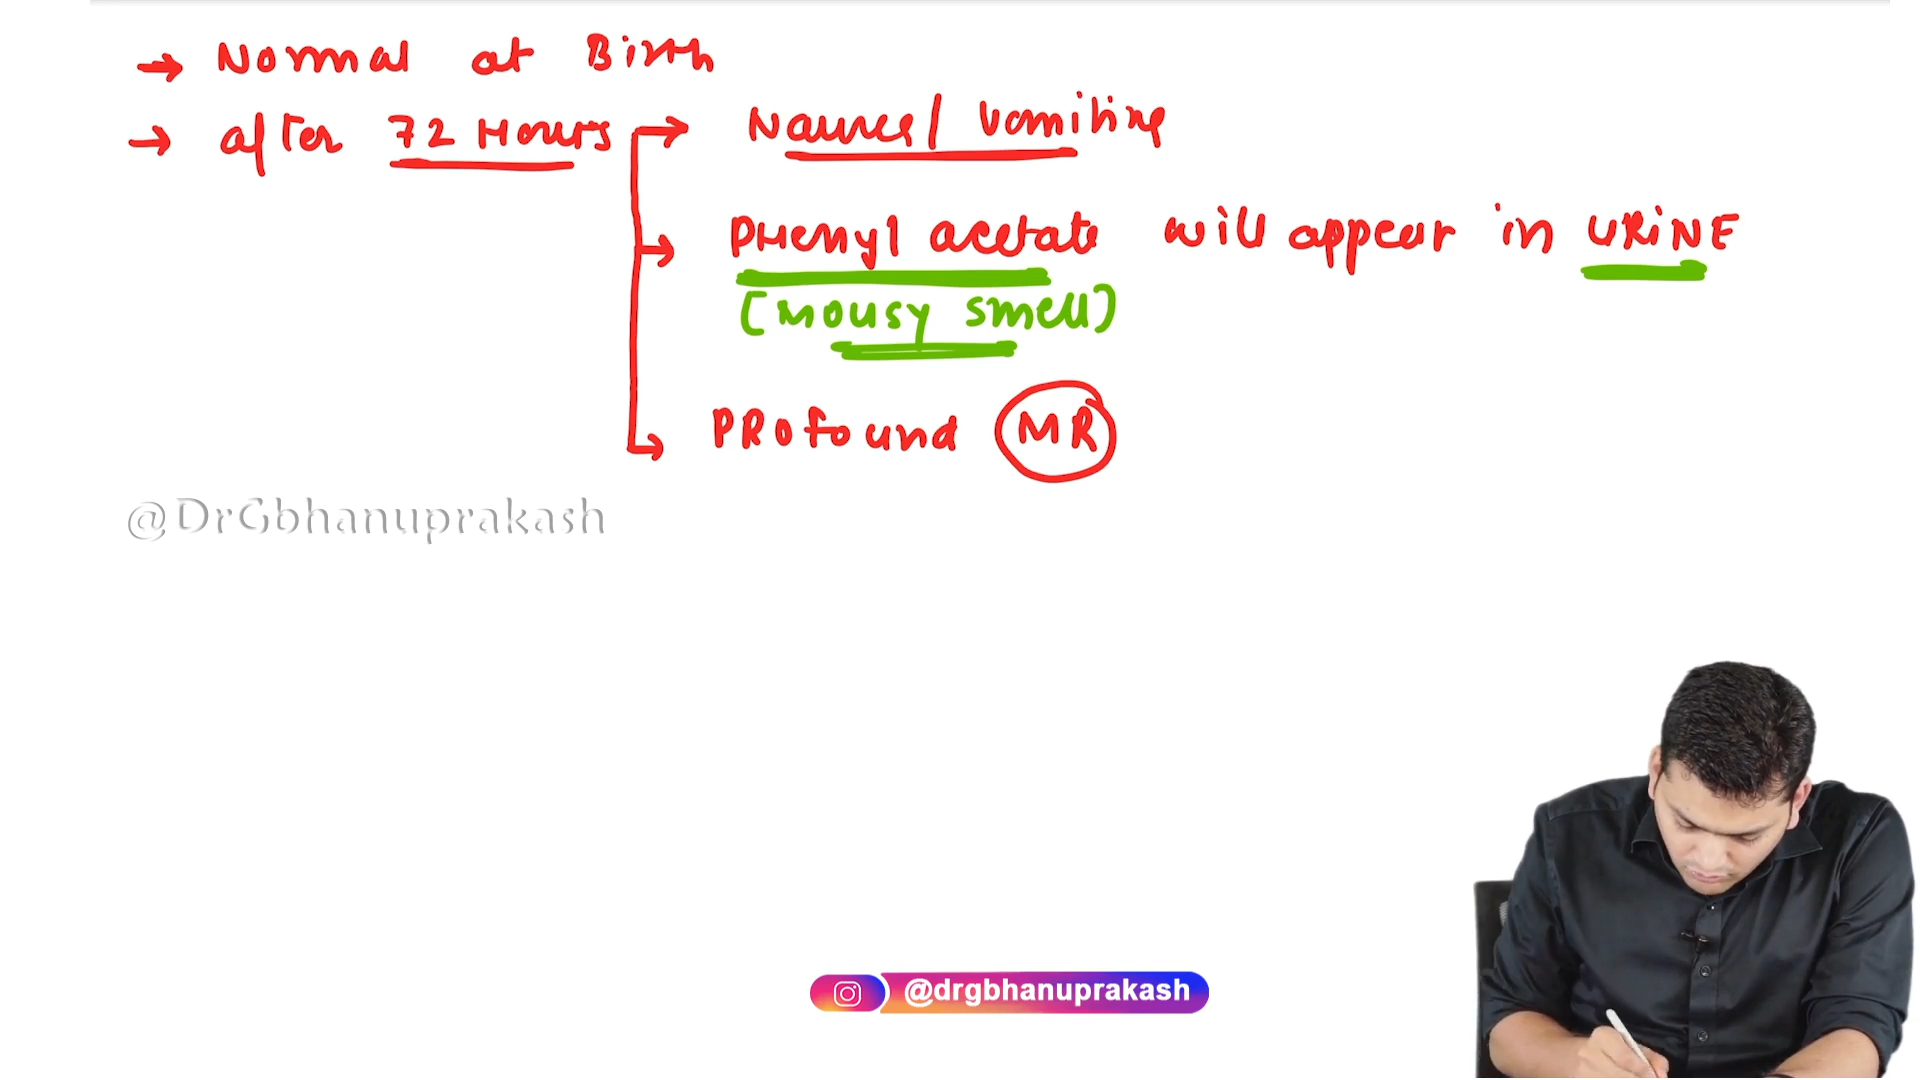 → Normal at Birth
→ after 72 Hours → Nausea/ vomiting
→ Phenyl acetate will appear in URiNE
[mousy smell]
→ PROfound MR
@DrGbhanuprakash
@drgbhanuprakash